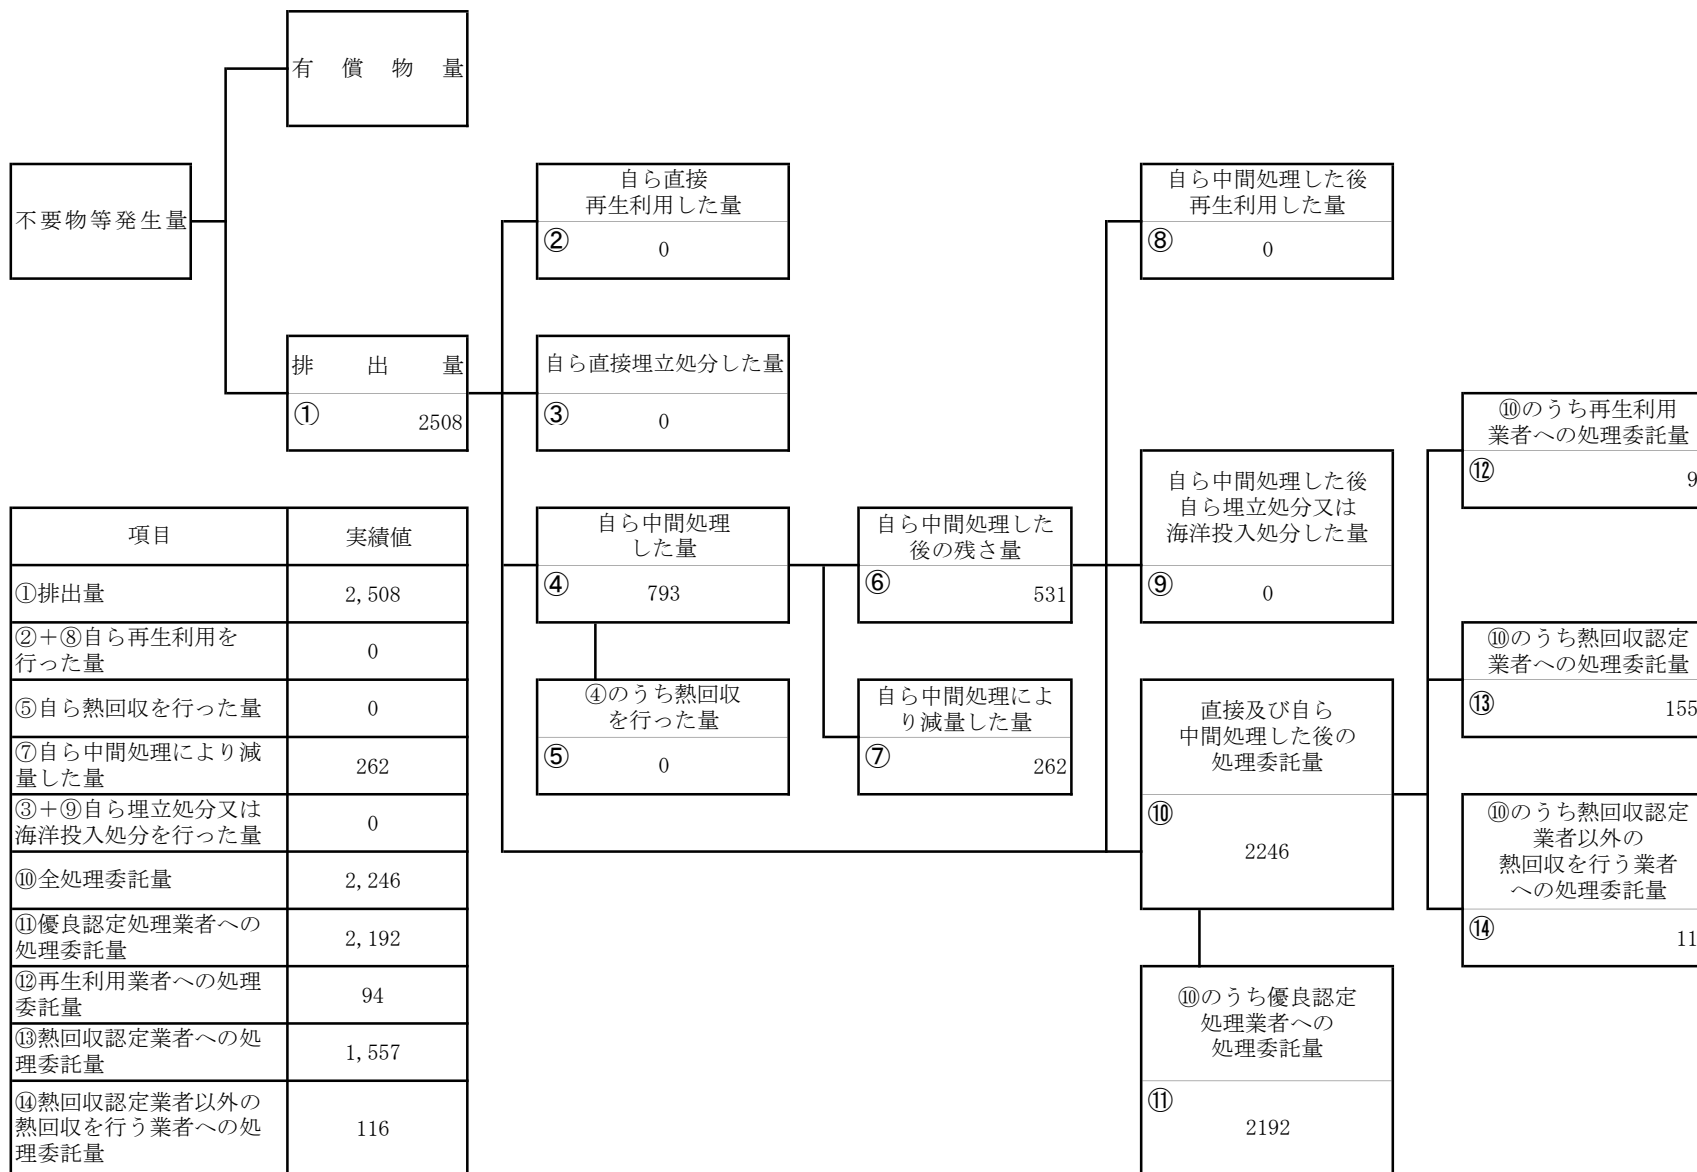 有償物量
不要物等発生量
排出量
①
2508
自ら直接
再生利用した量
②
0
自ら直接埋立処分した量
③
0
自ら中間処理
した量
④
793
④のうち熱回収
を行った量
⑤
0
自ら中間処理した
後の残さ量
⑥
531
自ら中間処理によ
り減量した量
⑦
262
自ら中間処理した後
再生利用した量
⑧
0
自ら中間処理した後
自ら埋立処分又は
海洋投入処分した量
⑨
0
直接及び自ら
中間処理した後の
処理委託量
⑩
2246
⑩のうち優良認定
処理業者への
処理委託量
⑪
2192
⑩のうち再生利用
業者への処理委託量
⑫
9
⑩のうち熱回収認定
業者への処理委託量
⑬
155
⑩のうち熱回収認定
業者以外の
熱回収を行う業者
への処理委託量
⑭
11
項目 実績値
①排出量 2,508
②＋⑧自ら再生利用を
行った量 0
⑤自ら熱回収を行った量 0
⑦自ら中間処理により減
量した量 262
③＋⑨自ら埋立処分又は
海洋投入処分を行った量 0
⑩全処理委託量 2,246
⑪優良認定処理業者への
処理委託量 2,192
⑫再生利用業者への処理
委託量 94
⑬熱回収認定業者への処
理委託量 1,557
⑭熱回収認定業者以外の
熱回収を行う業者への処
理委託量 116